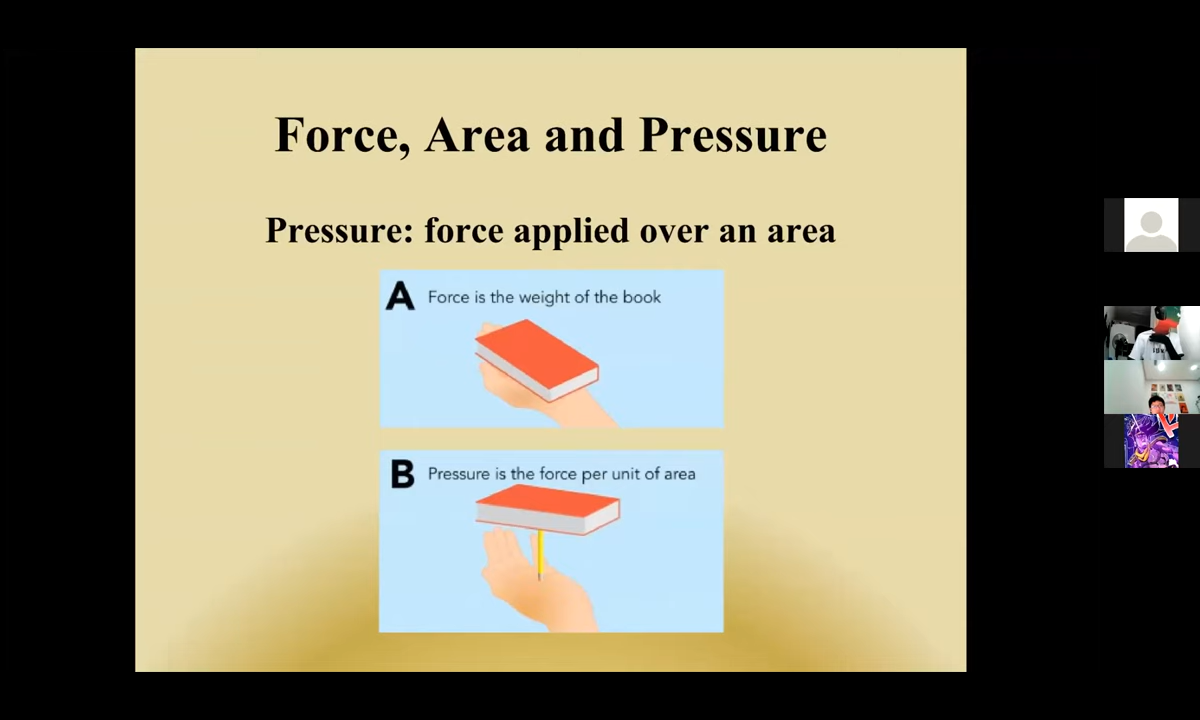 Force, Area and Pressure
Pressure: force applied over an area
A Force is the weight of the book
B Pressure is the force per unit of area